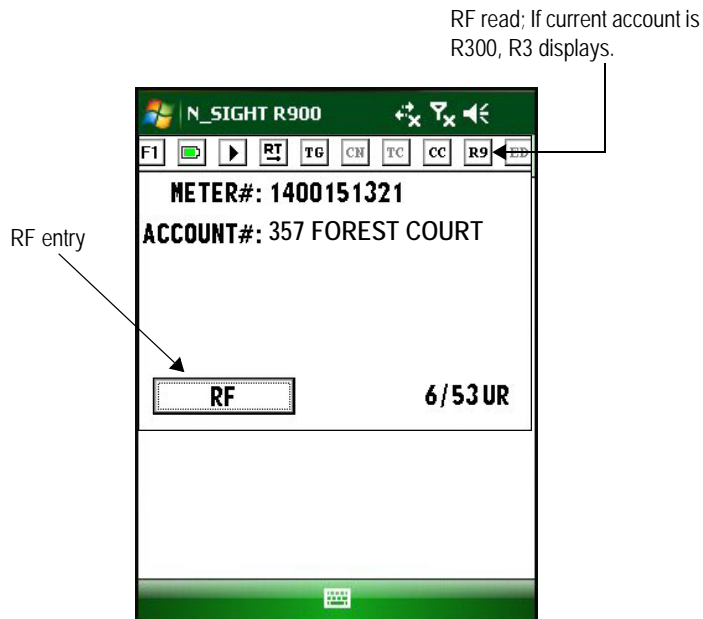 RF read; If current account is
R300, R3 displays.
N_SIGHT R900
F1 RT TG CN TC CC R9 ED
METER#: 1400151321
ACCOUNT#: 357 FOREST COURT
RF entry
RF 6/53 UR